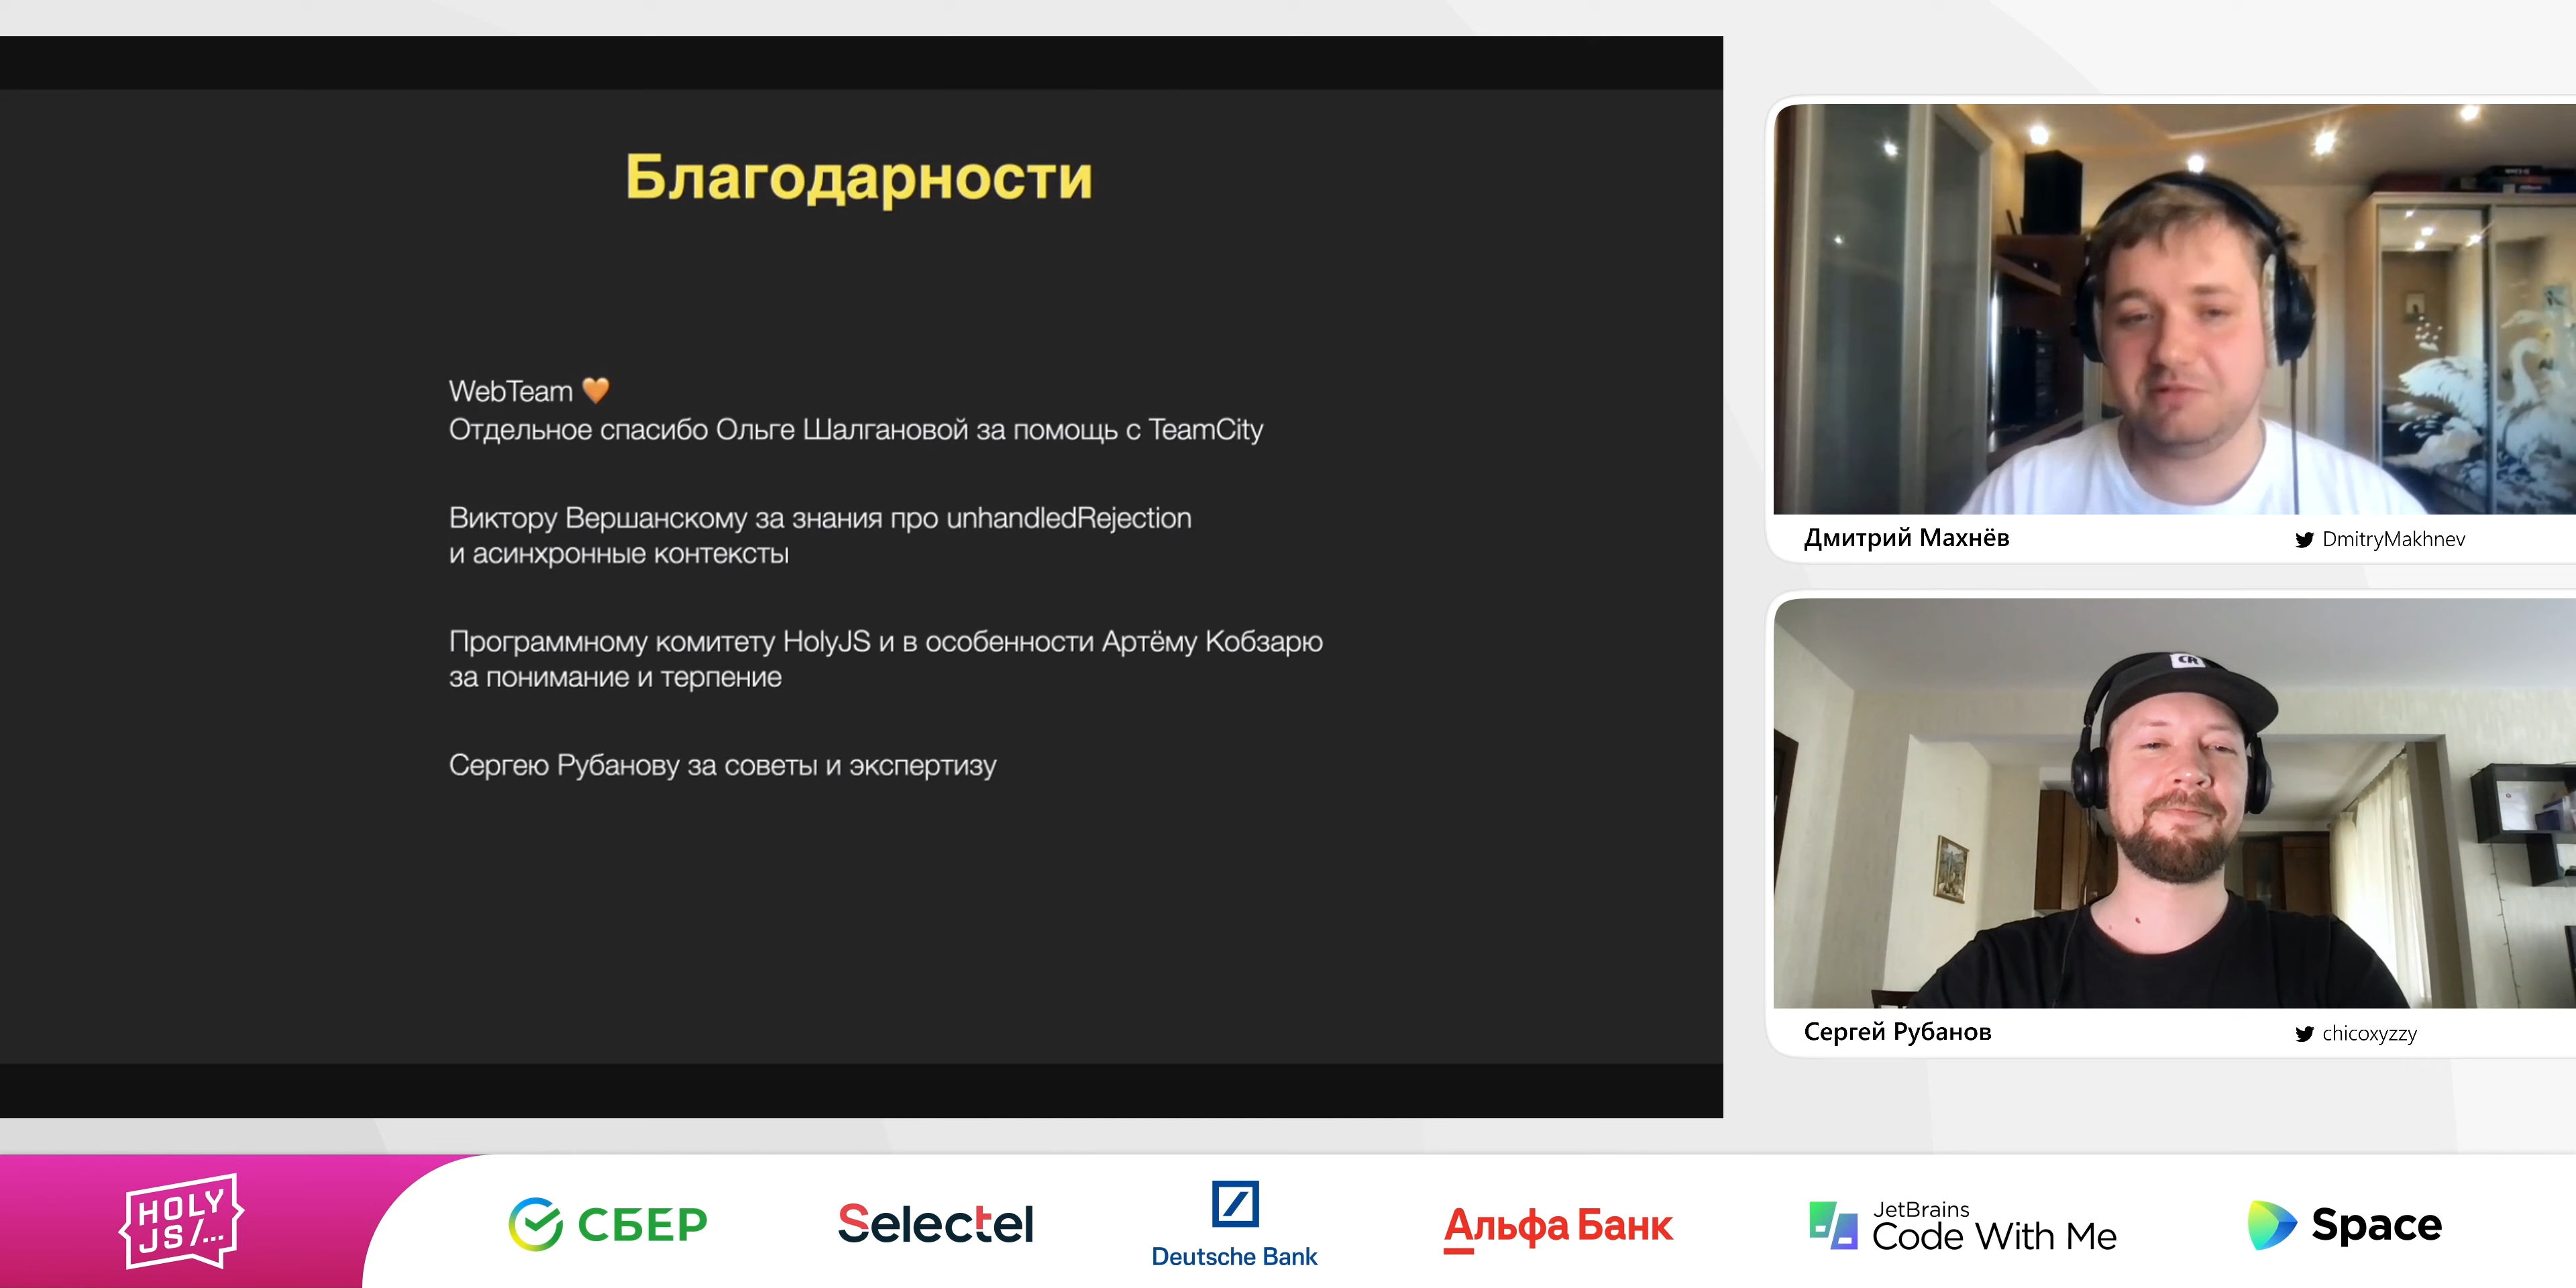 Благодарности
WebTeam 🧡
Отдельное спасибо Ольге Шалгановой за помощь с TeamCity
Виктору Вершанскому за знания про unhandledRejection
и асинхронные контексты
Программному комитету HolyJS и в особенности Артёму Кобзарю
за понимание и терпение
Сергею Рубанову за советы и экспертизу
Дмитрий Махнёв
DmitryMakhnev
Сергей Рубанов
chicoxyzzy
HOLY
JS/...
СБЕР
Selectel
Deutsche Bank
Альфа Банк
JetBrains
Code With Me
Space